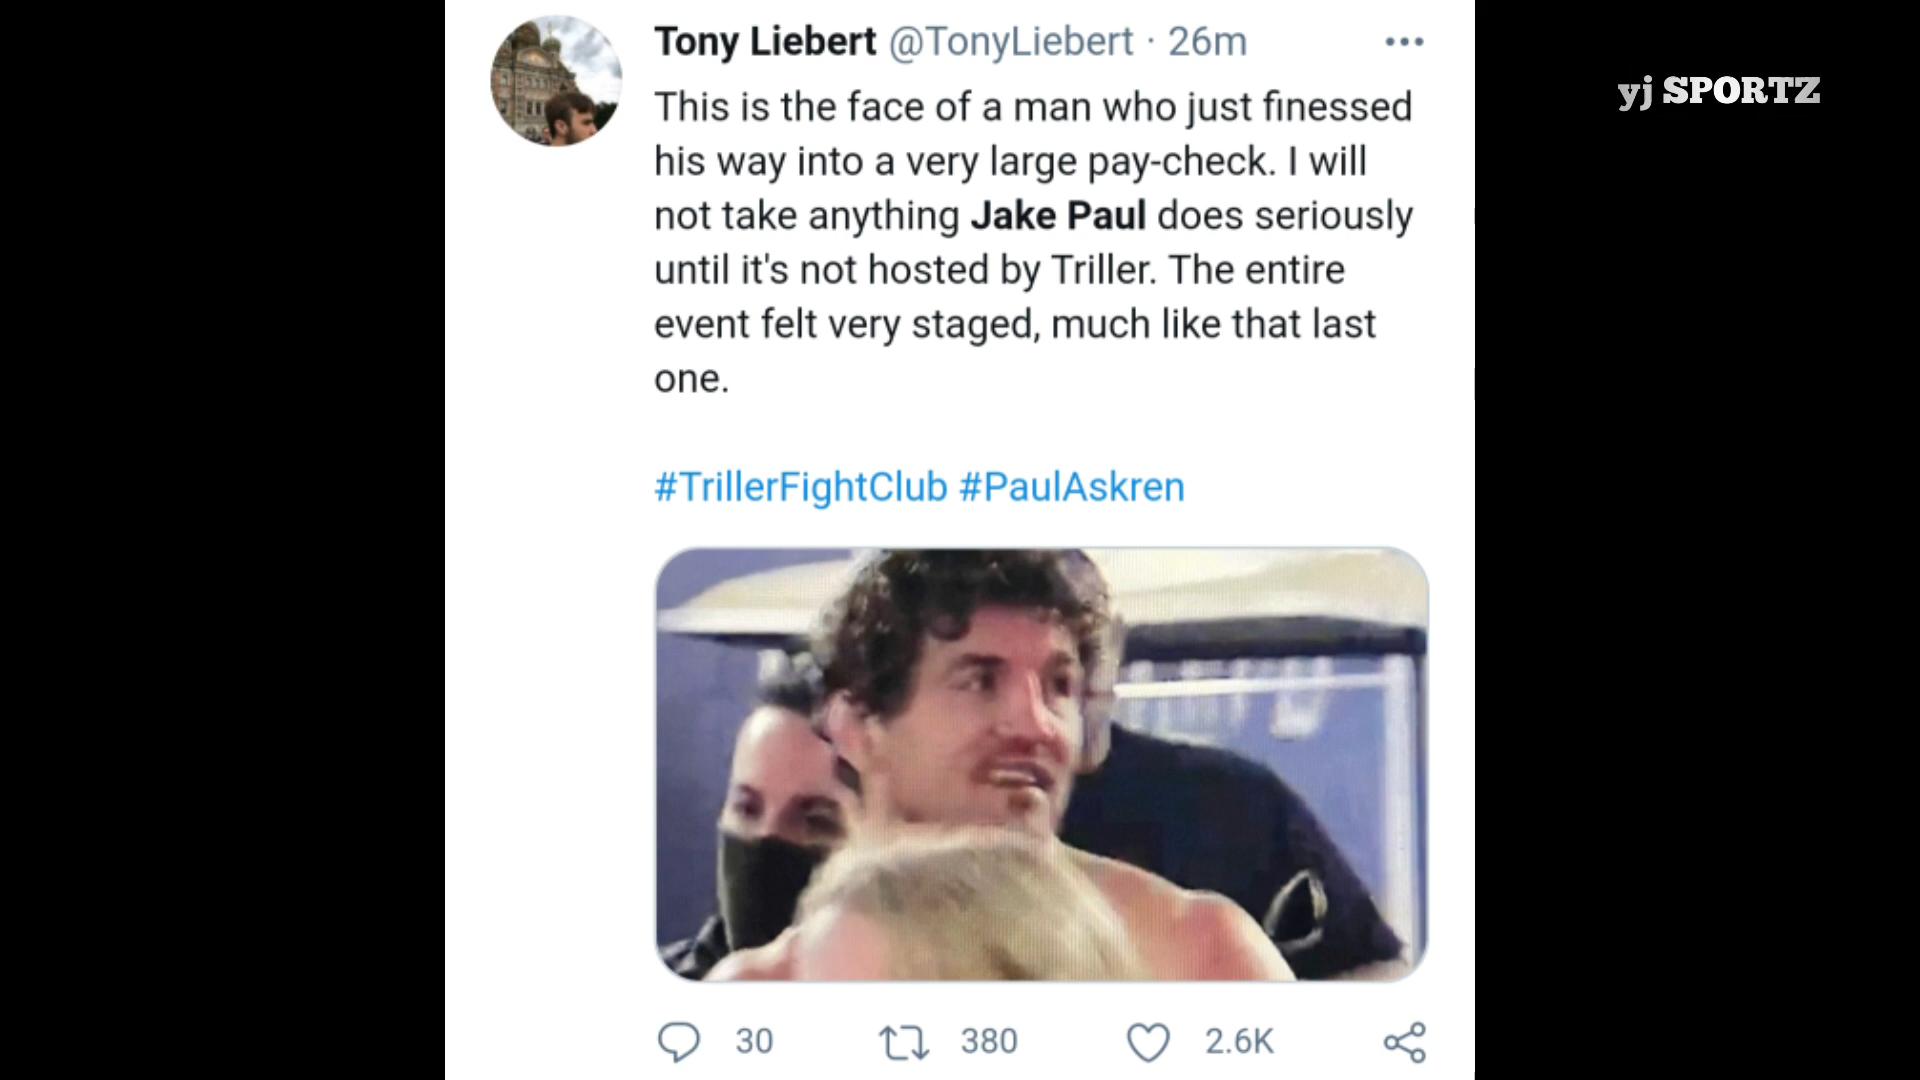 Tony Liebert @TonyLiebert · 26m
yj SPORTZ
This is the face of a man who just finessed
his way into a very large pay-check. I will
not take anything Jake Paul does seriously
until it's not hosted by Triller. The entire
event felt very staged, much like that last
one.
#TrillerFightClub #PaulAskren
30 380 2.6K